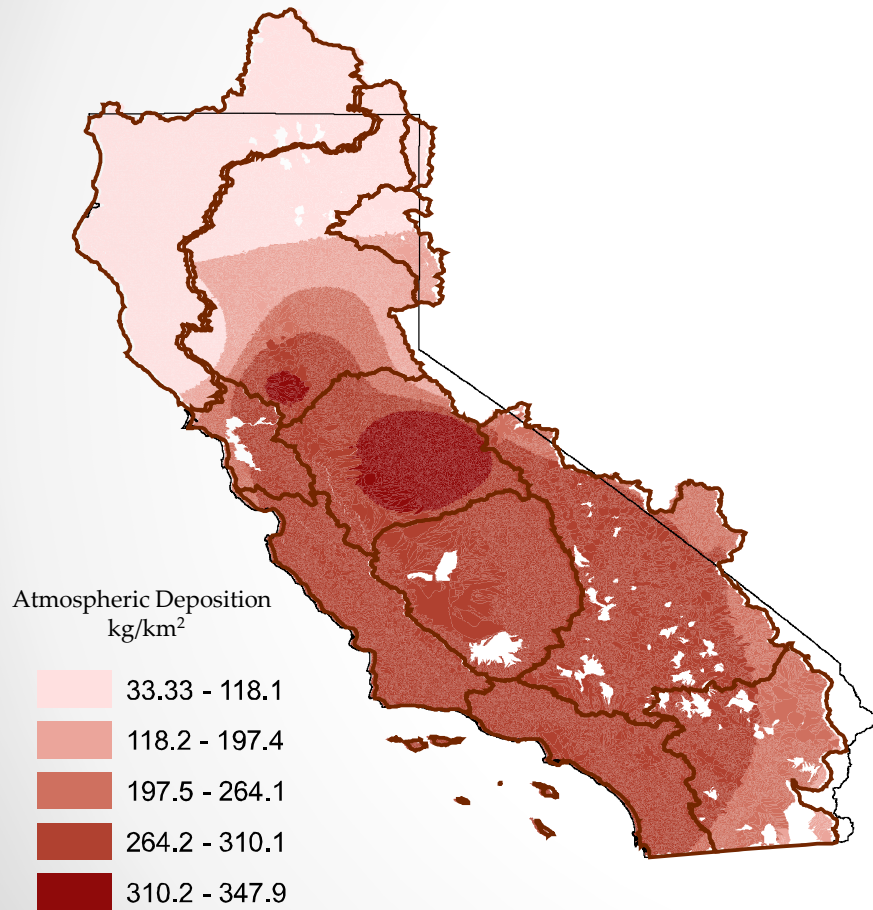 Atmospheric Deposition
kg/km²
33.33 - 118.1
118.2 - 197.4
197.5 - 264.1
264.2 - 310.1
310.2 - 347.9